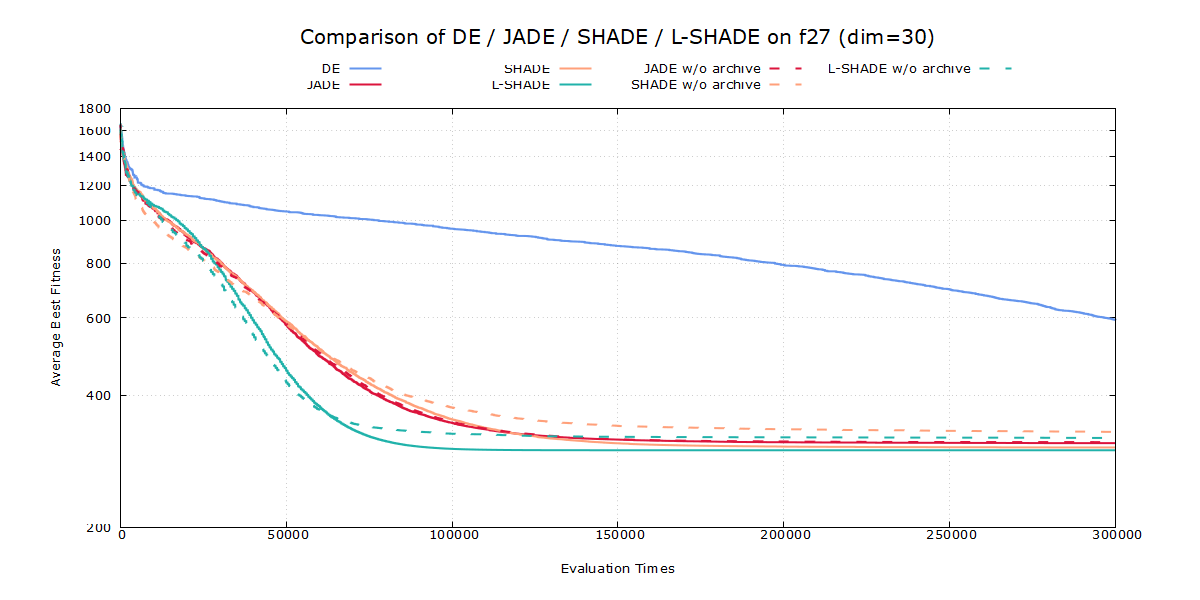 Comparison of DE / JADE / SHADE / L-SHADE on f27 (dim=30)
DE SHADE JADE w/o archive L-SHADE w/o archive
JADE L-SHADE SHADE w/o archive
1800
1600
1400
1200
1000
800
600
400
200
Average Best Fitness
0 50000 100000 150000 200000 250000 300000
Evaluation Times